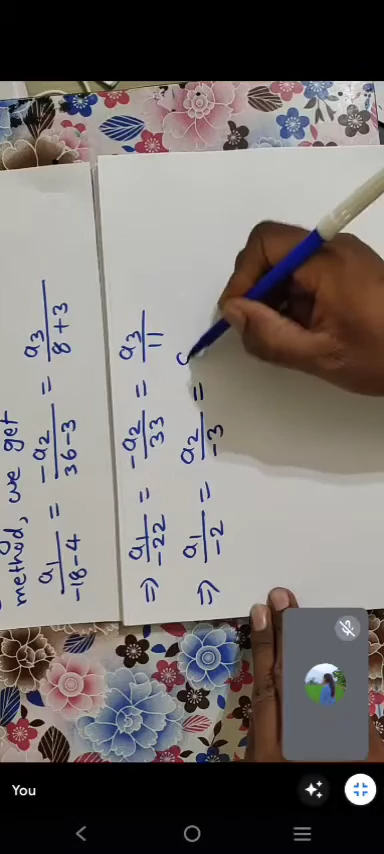 method, we get
a1/-18-4 = -a2/36-3 = a3/8+3
=> a1/-22 = -a2/33 = a3/11
=> a1/-2 = a2/-3 =
You